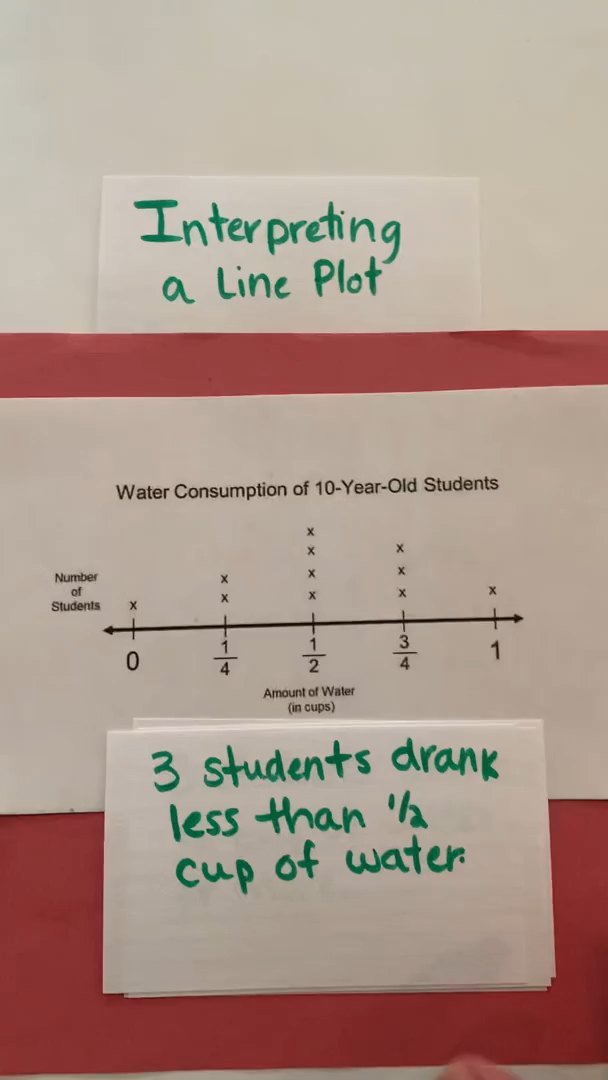 Interpreting
a Line Plot
Water Consumption of 10-Year-Old Students
x
x x x
x x x
Number
of
Students
x x x x x
0 1/4 1/2 3/4 1
Amount of Water
(in cups)
3 students drank
less than 1/2
cup of water.